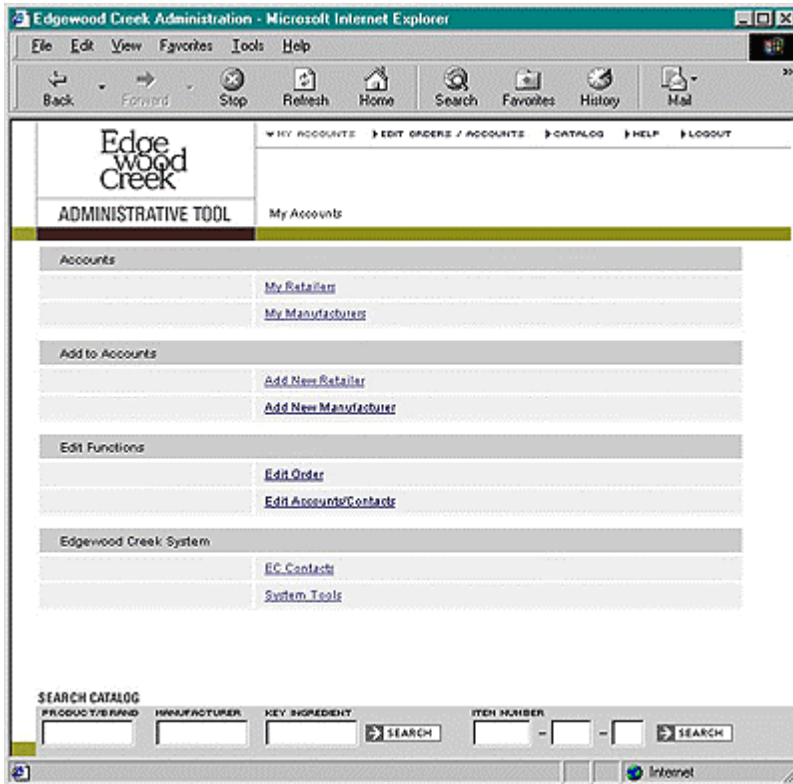 Edgewood Creek Administration - Microsoft Internet Explorer
File Edit View Favorites Tools Help
Back Forward Stop Refresh Home Search Favorites History Mail
MY ACCOUNTS EDIT ORDERS / ACCOUNTS CATALOG HELP LOGOUT
Edge
wood
Creek
ADMINISTRATIVE TOOL
My Accounts
Accounts
My Retailers
My Manufacturers
Add to Accounts
Add New Retailer
Add New Manufacturer
Edit Functions
Edit Order
Edit Accounts/Contacts
Edgewood Creek System
EC Contacts
System Tools
SEARCH CATALOG
PRODUCT/BRAND MANUFACTURER KEY INGREDIENT ITEM NUMBER
SEARCH - - SEARCH
Internet